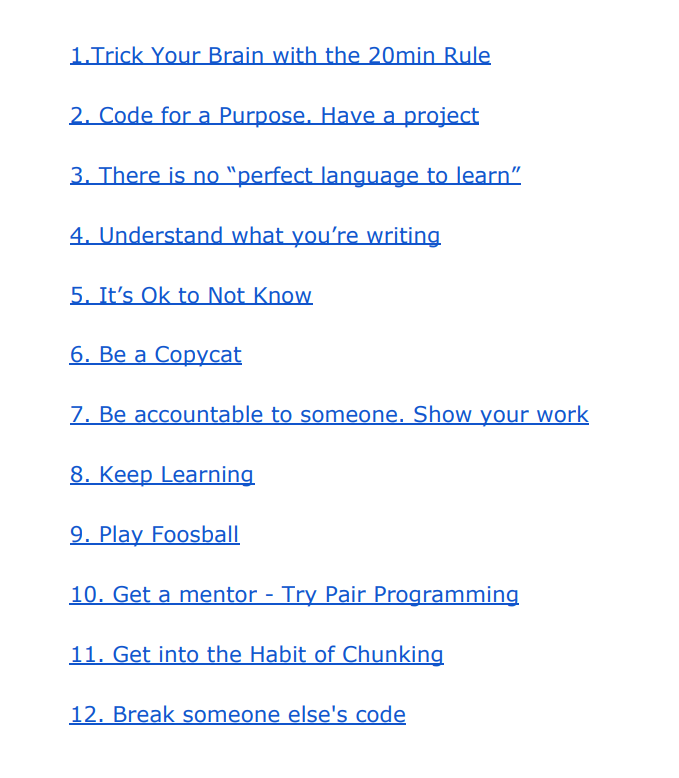 1.Trick Your Brain with the 20min Rule
2. Code for a Purpose. Have a project
3. There is no “perfect language to learn”
4. Understand what you’re writing
5. It’s Ok to Not Know
6. Be a Copycat
7. Be accountable to someone. Show your work
8. Keep Learning
9. Play Foosball
10. Get a mentor - Try Pair Programming
11. Get into the Habit of Chunking
12. Break someone else's code